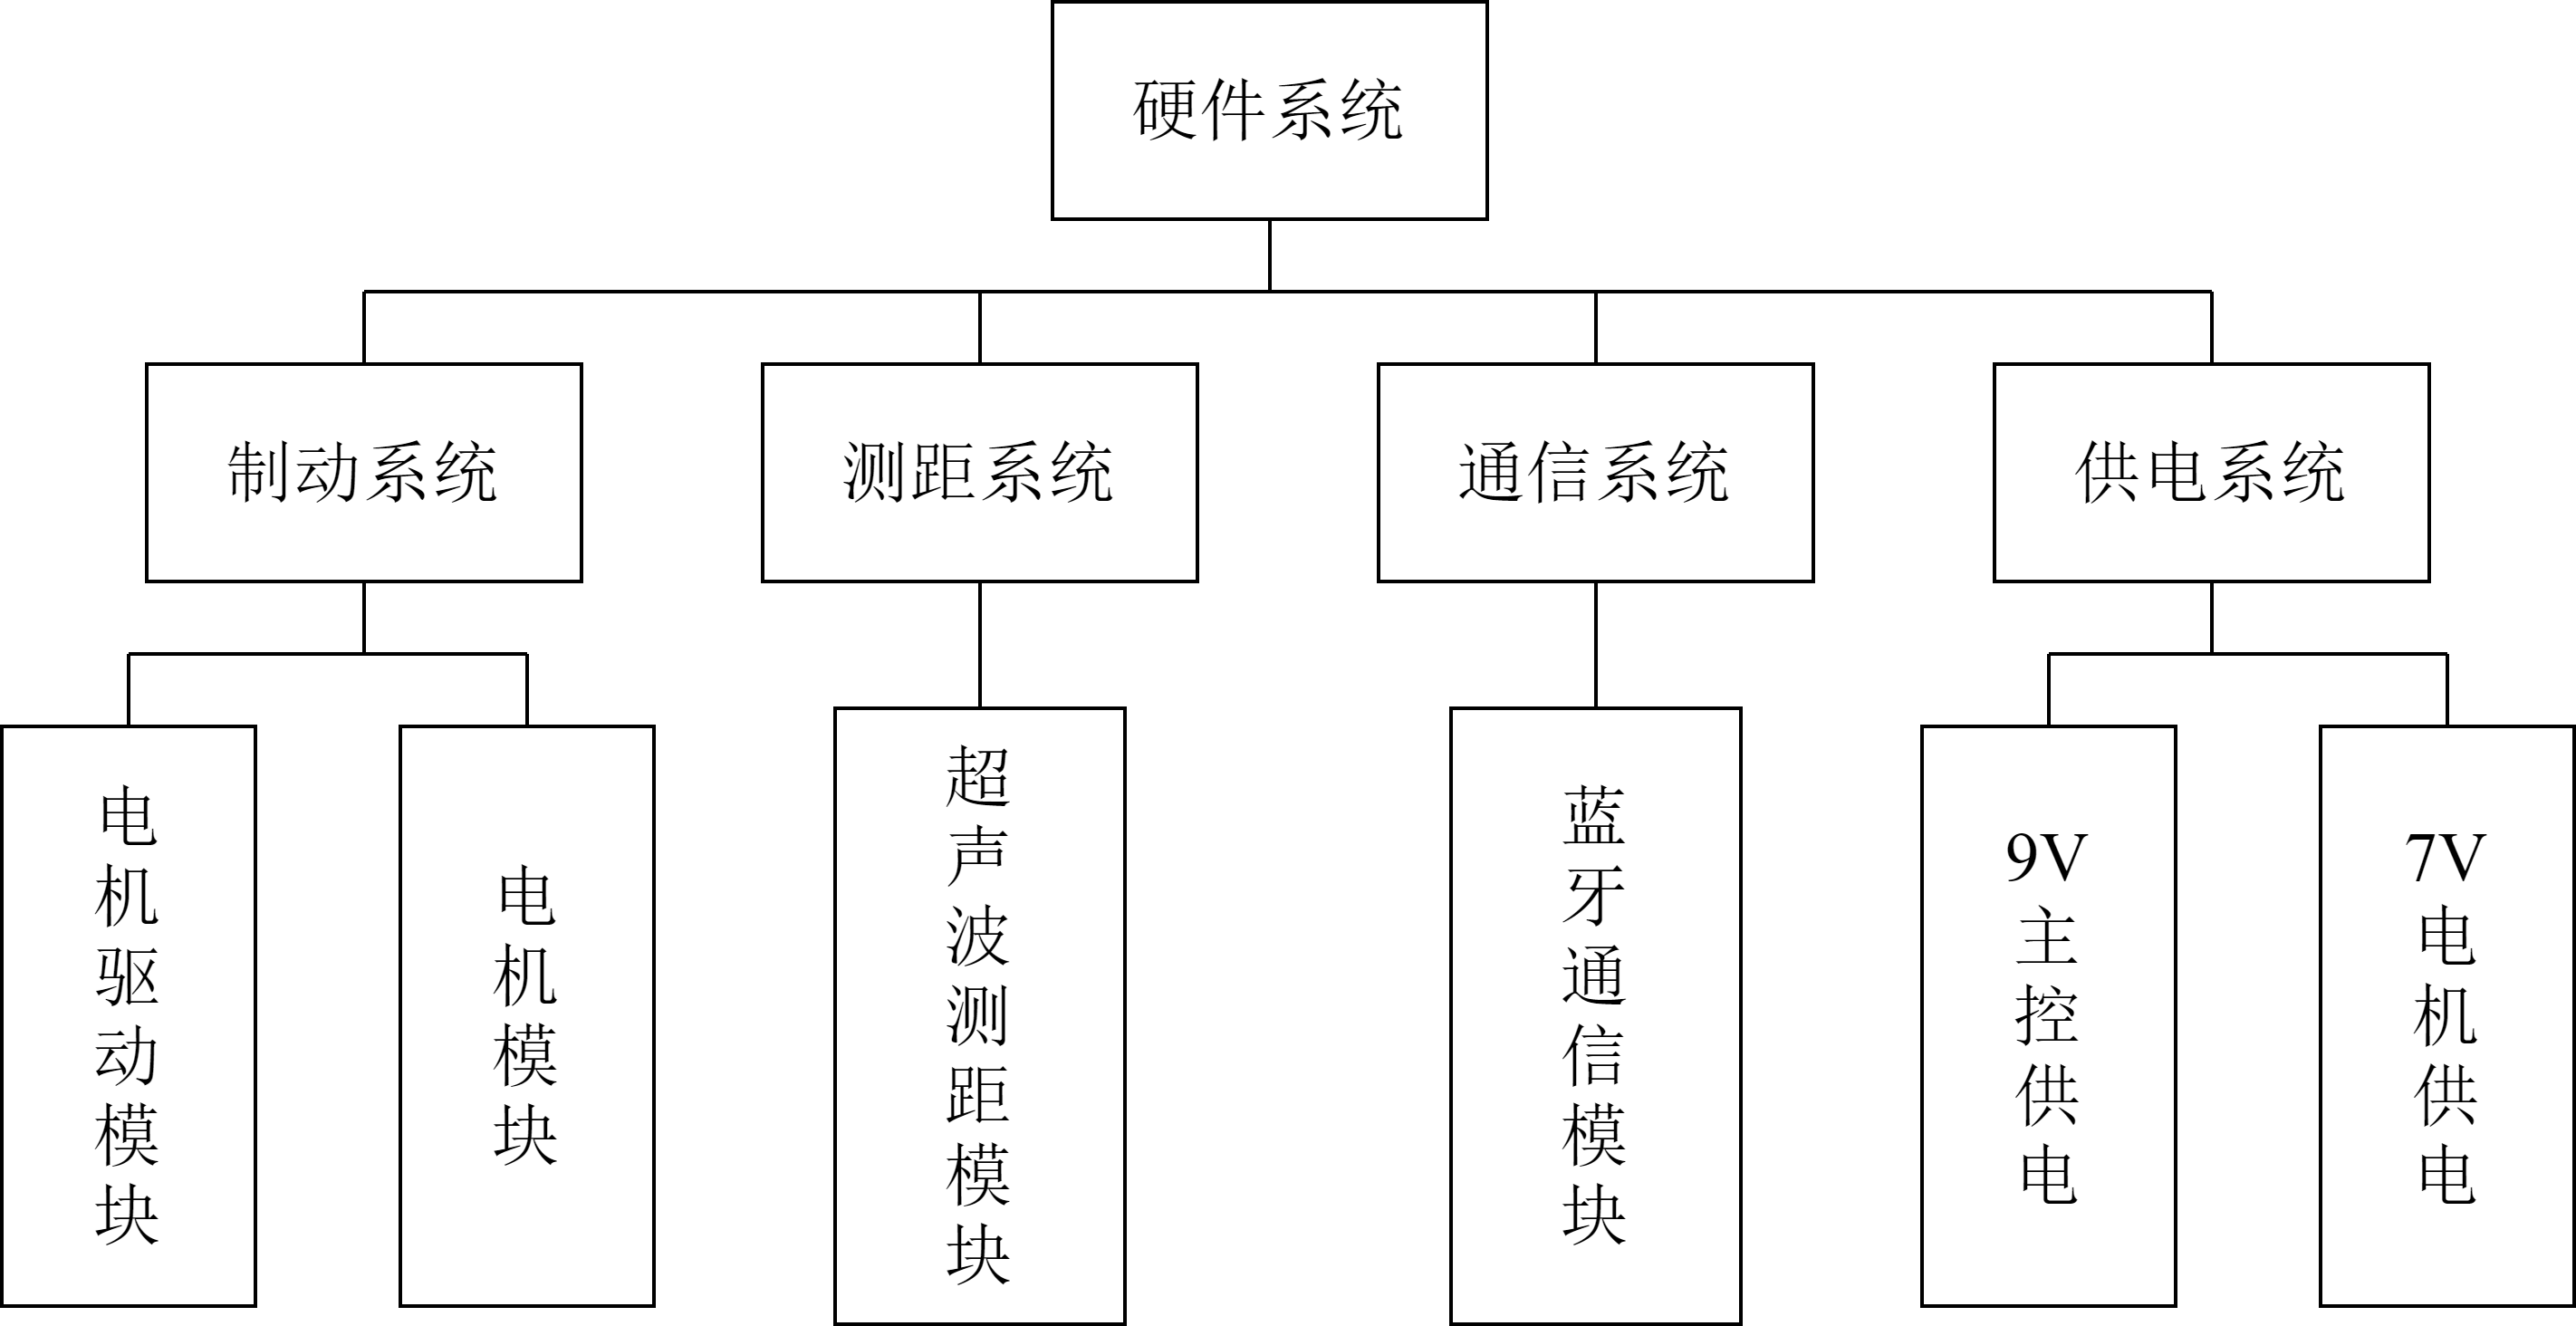 硬件系统
制动系统
测距系统
通信系统
供电系统
电机驱动模块
电机模块
超声波测距模块
蓝牙通信模块
9V主控供电
7V电机供电